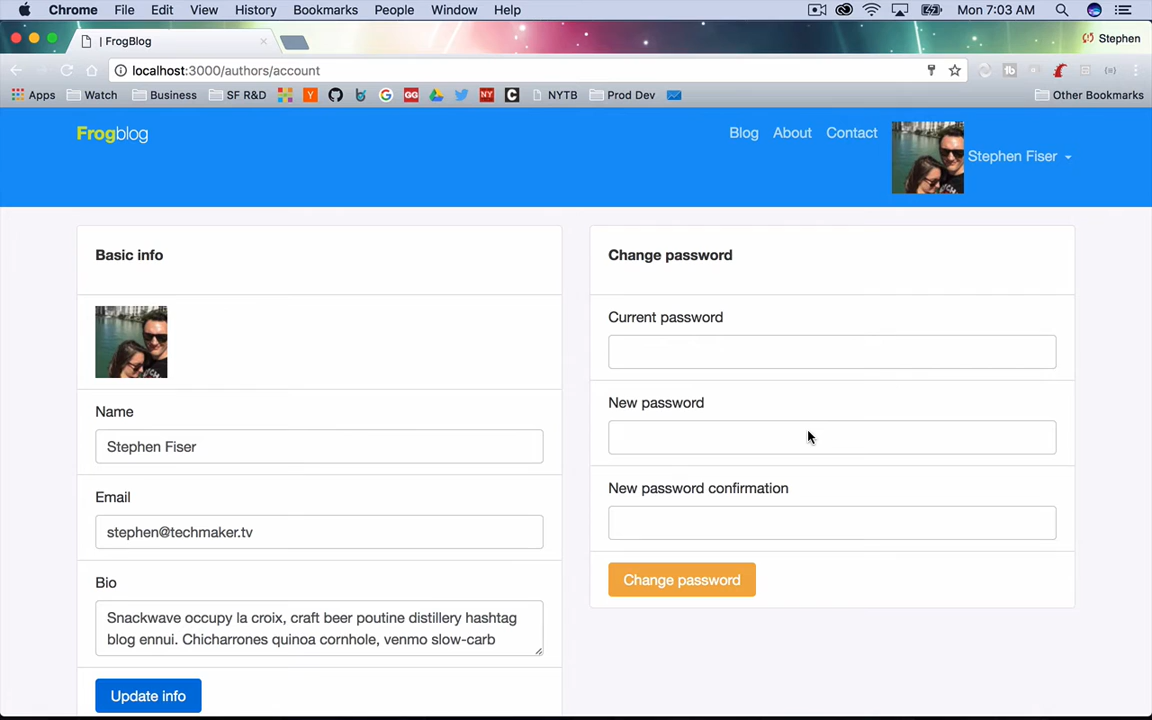 Chrome File Edit View History Bookmarks People Window Help Mon 7:03 AM
| FrogBlog
Stephen
localhost:3000/authors/account
Apps Watch Business SF R&D NYTB Prod Dev Other Bookmarks
Frogblog
Blog About Contact Stephen Fiser
Basic info
Name
Stephen Fiser
Email
stephen@techmaker.tv
Bio
Snackwave occupy la croix, craft beer poutine distillery hashtag
blog ennui. Chicharrones quinoa cornhole, venmo slow-carb
Update info
Change password
Current password
New password
New password confirmation
Change password